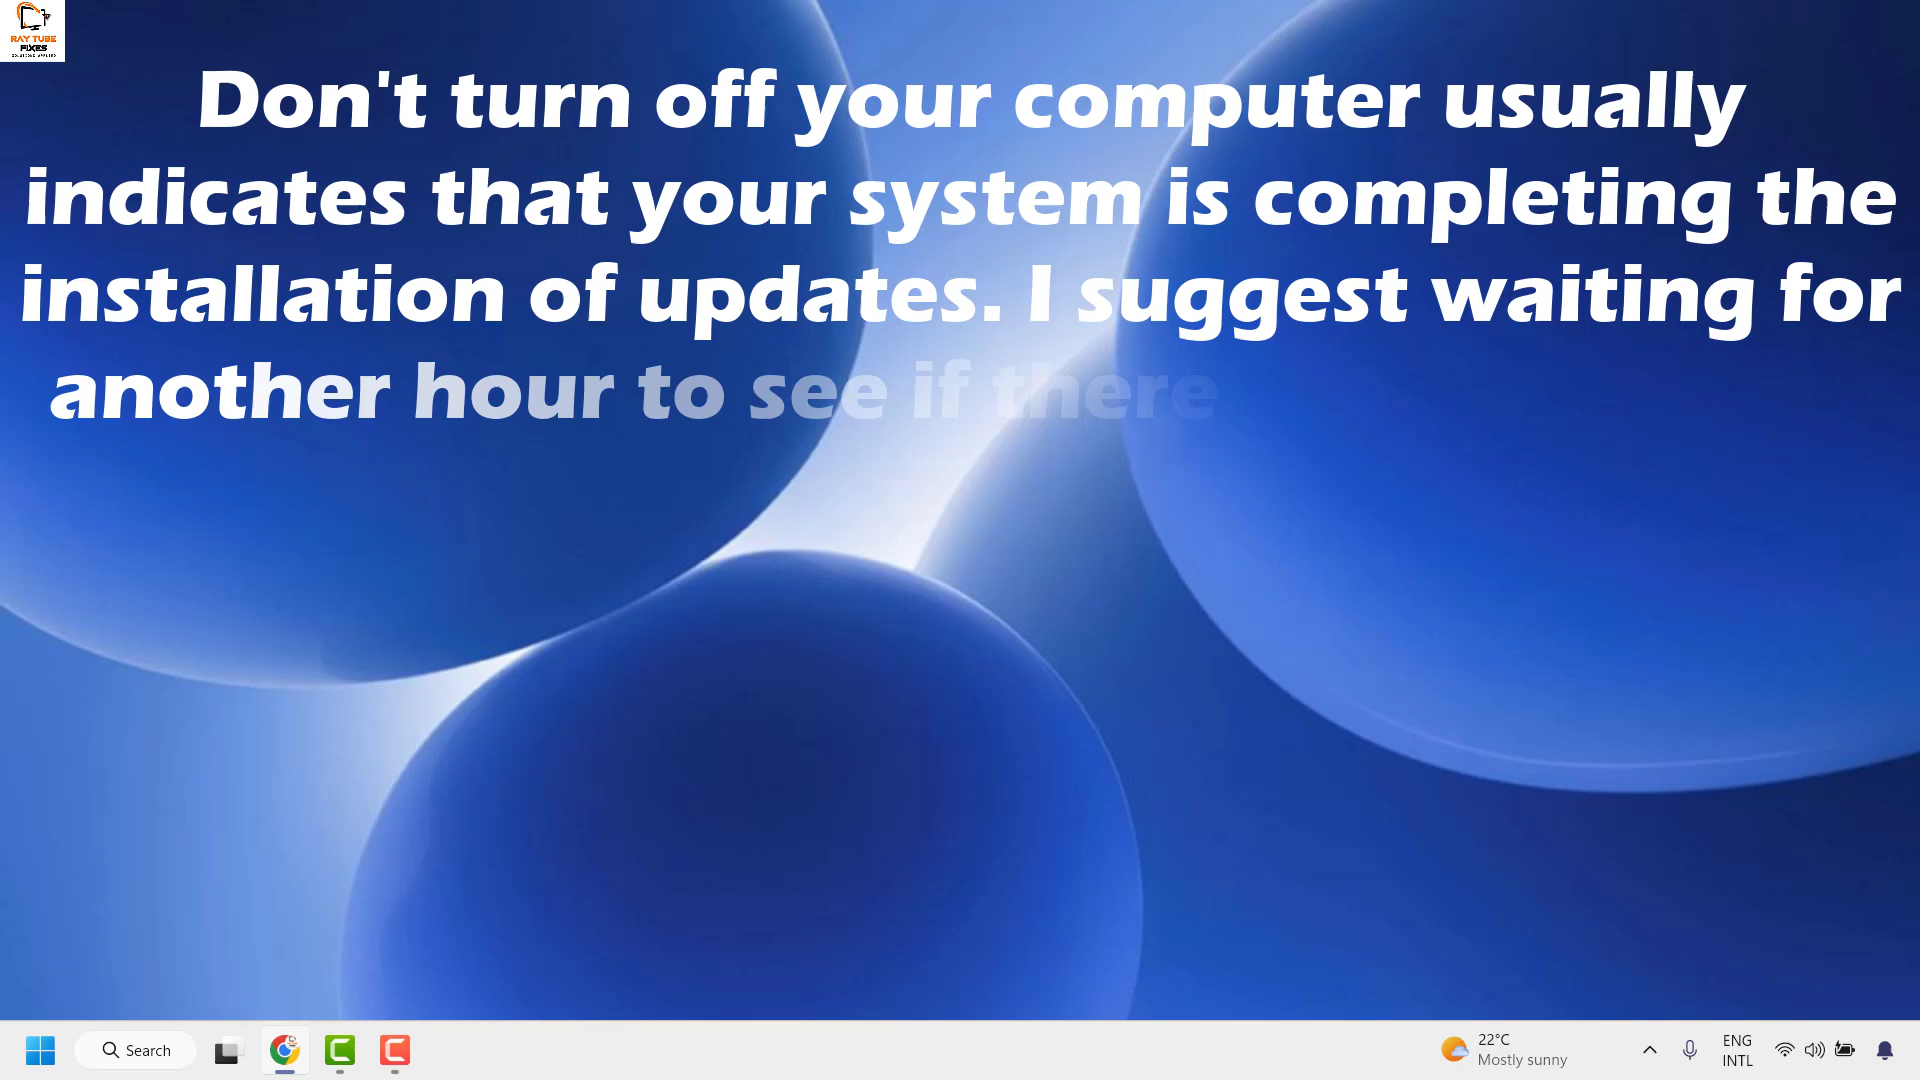 RAY TUBE
FIXES
Don't turn off your computer usually
indicates that your system is completing the
installation of updates. I suggest waiting for
another hour to see if there
Search
22°C
Mostly sunny
ENG
INTL